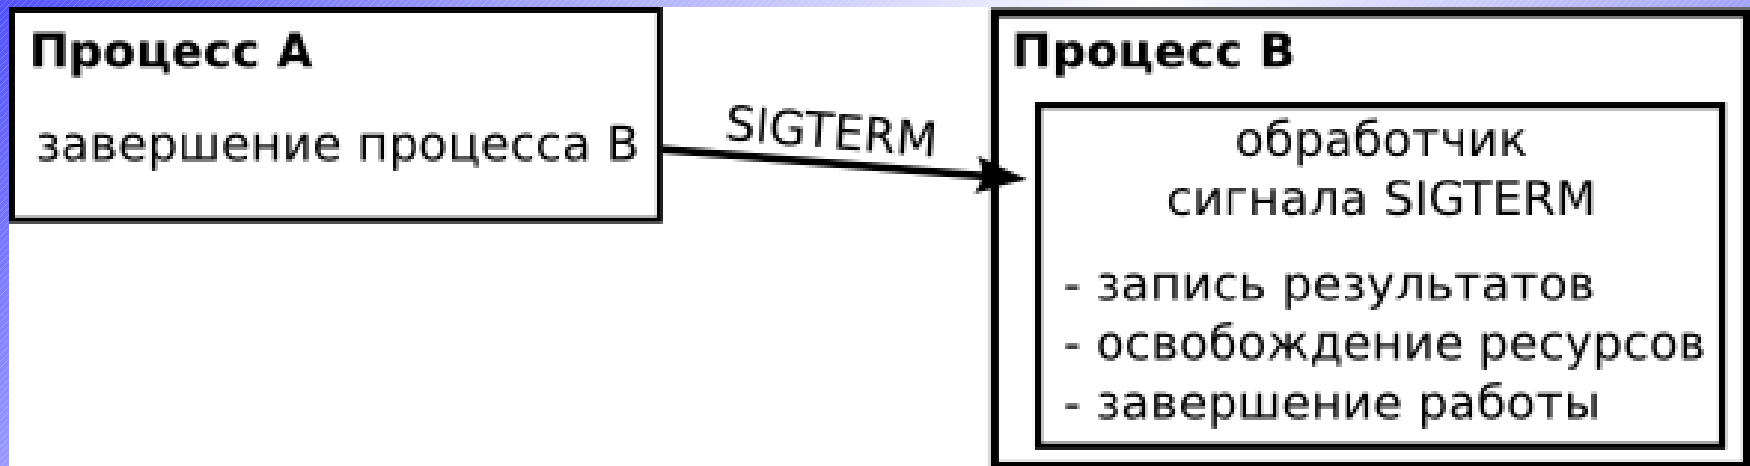 Процесс А
завершение процесса В
SIGTERM
Процесс В
обработчик
сигнала SIGTERM
- запись результатов
- освобождение ресурсов
- завершение работы